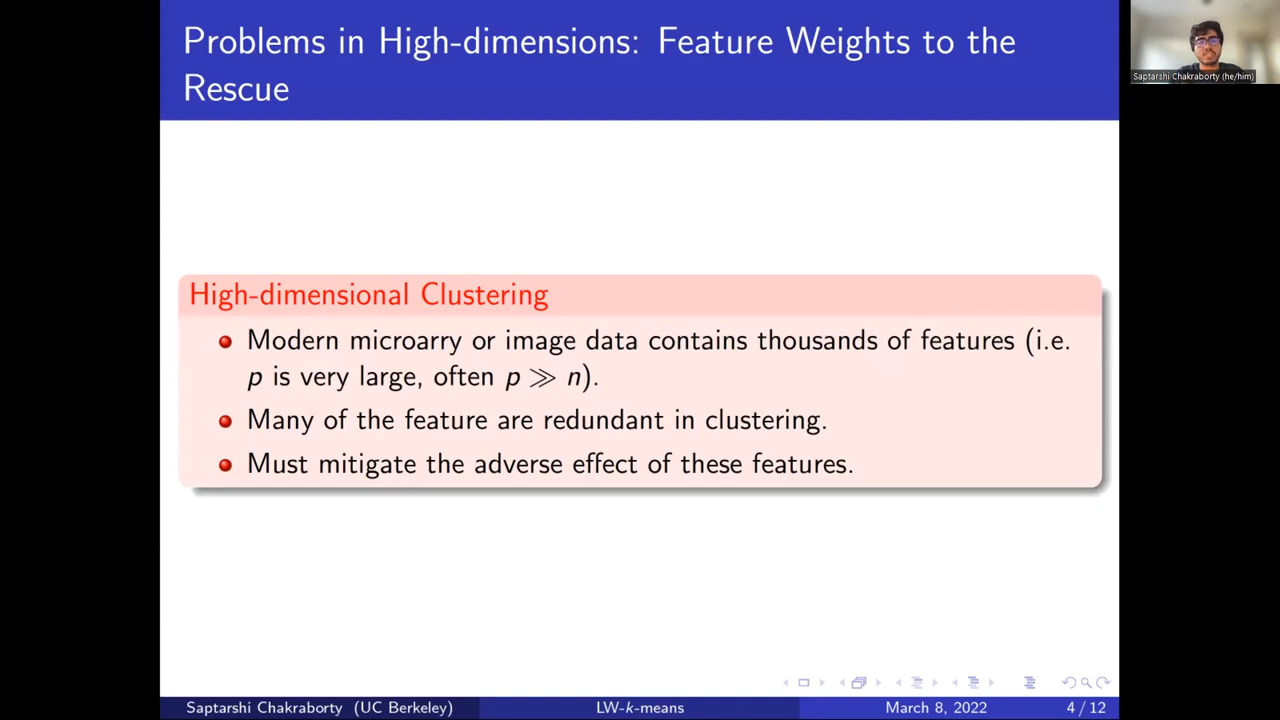 Problems in High-dimensions: Feature Weights to the
Rescue
Saptarshi Chakraborty (he/him)
High-dimensional Clustering
Modern microarry or image data contains thousands of features (i.e.
p is very large, often p ≫ n).
Many of the feature are redundant in clustering.
Must mitigate the adverse effect of these features.
Saptarshi Chakraborty (UC Berkeley)
LW-k-means
March 8, 2022
4 / 12